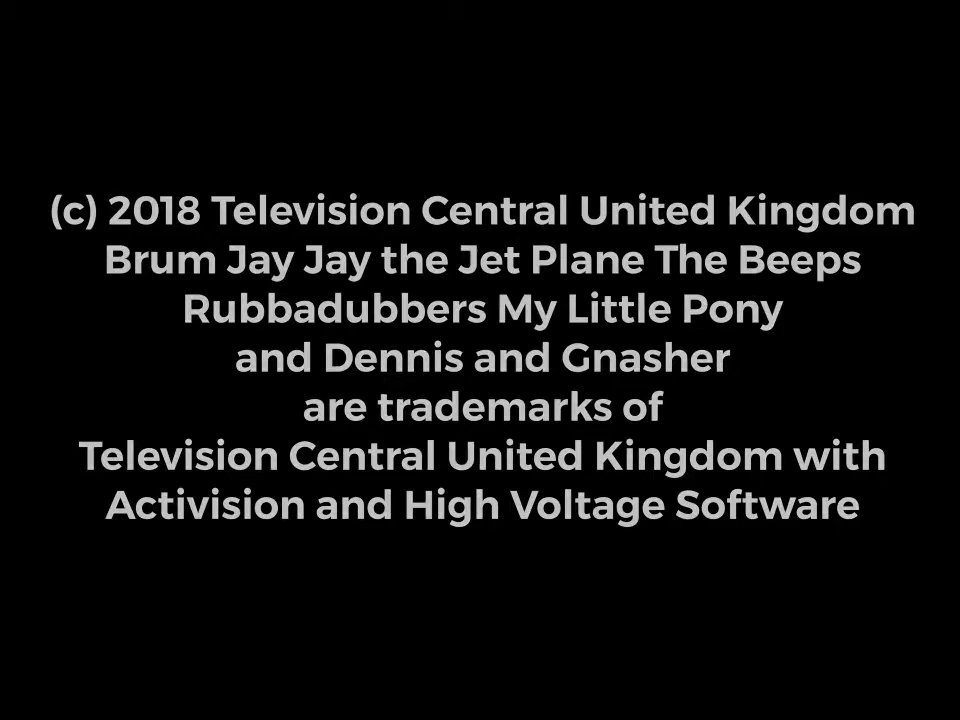 (c) 2018 Television Central United Kingdom
Brum Jay Jay the Jet Plane The Beeps
Rubbadubbers My Little Pony
and Dennis and Gnasher
are trademarks of
Television Central United Kingdom with
Activision and High Voltage Software